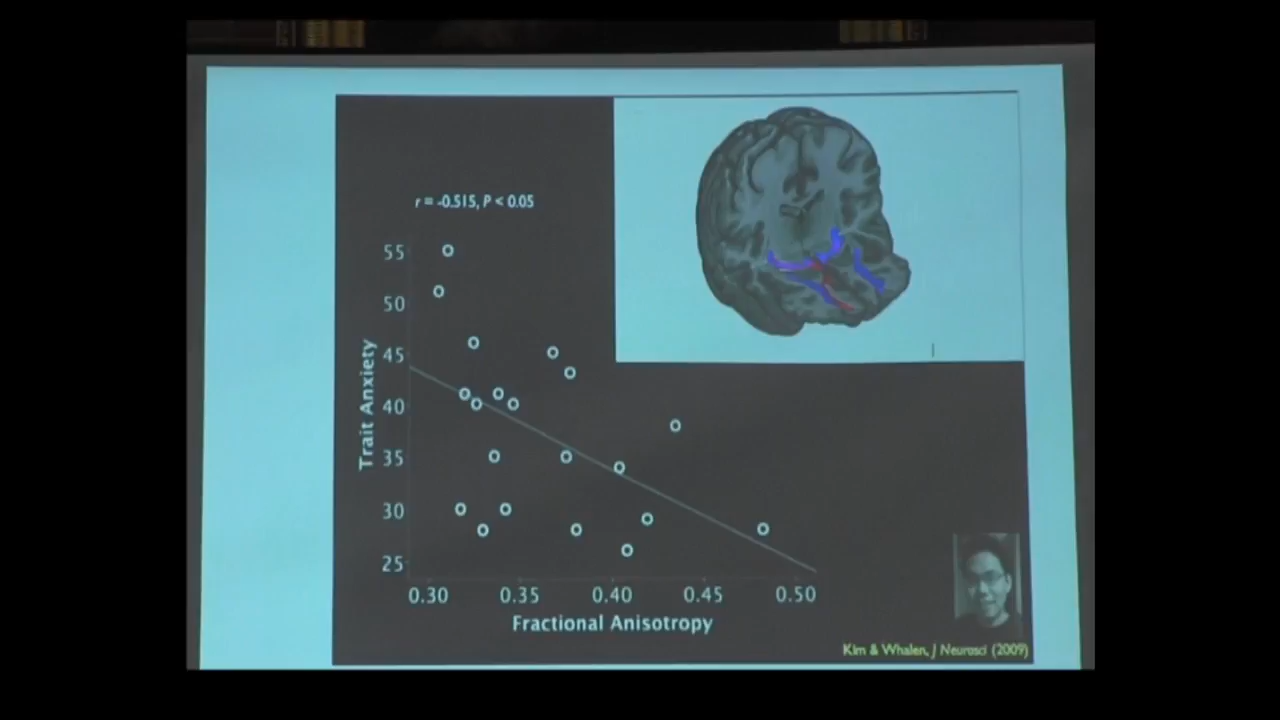 r = -0.515, P < 0.05
55
50
45
40
35
30
25
Trait Anxiety
0.30 0.35 0.40 0.45 0.50
Fractional Anisotropy
Kim & Whalen, J Neurosci (2009)